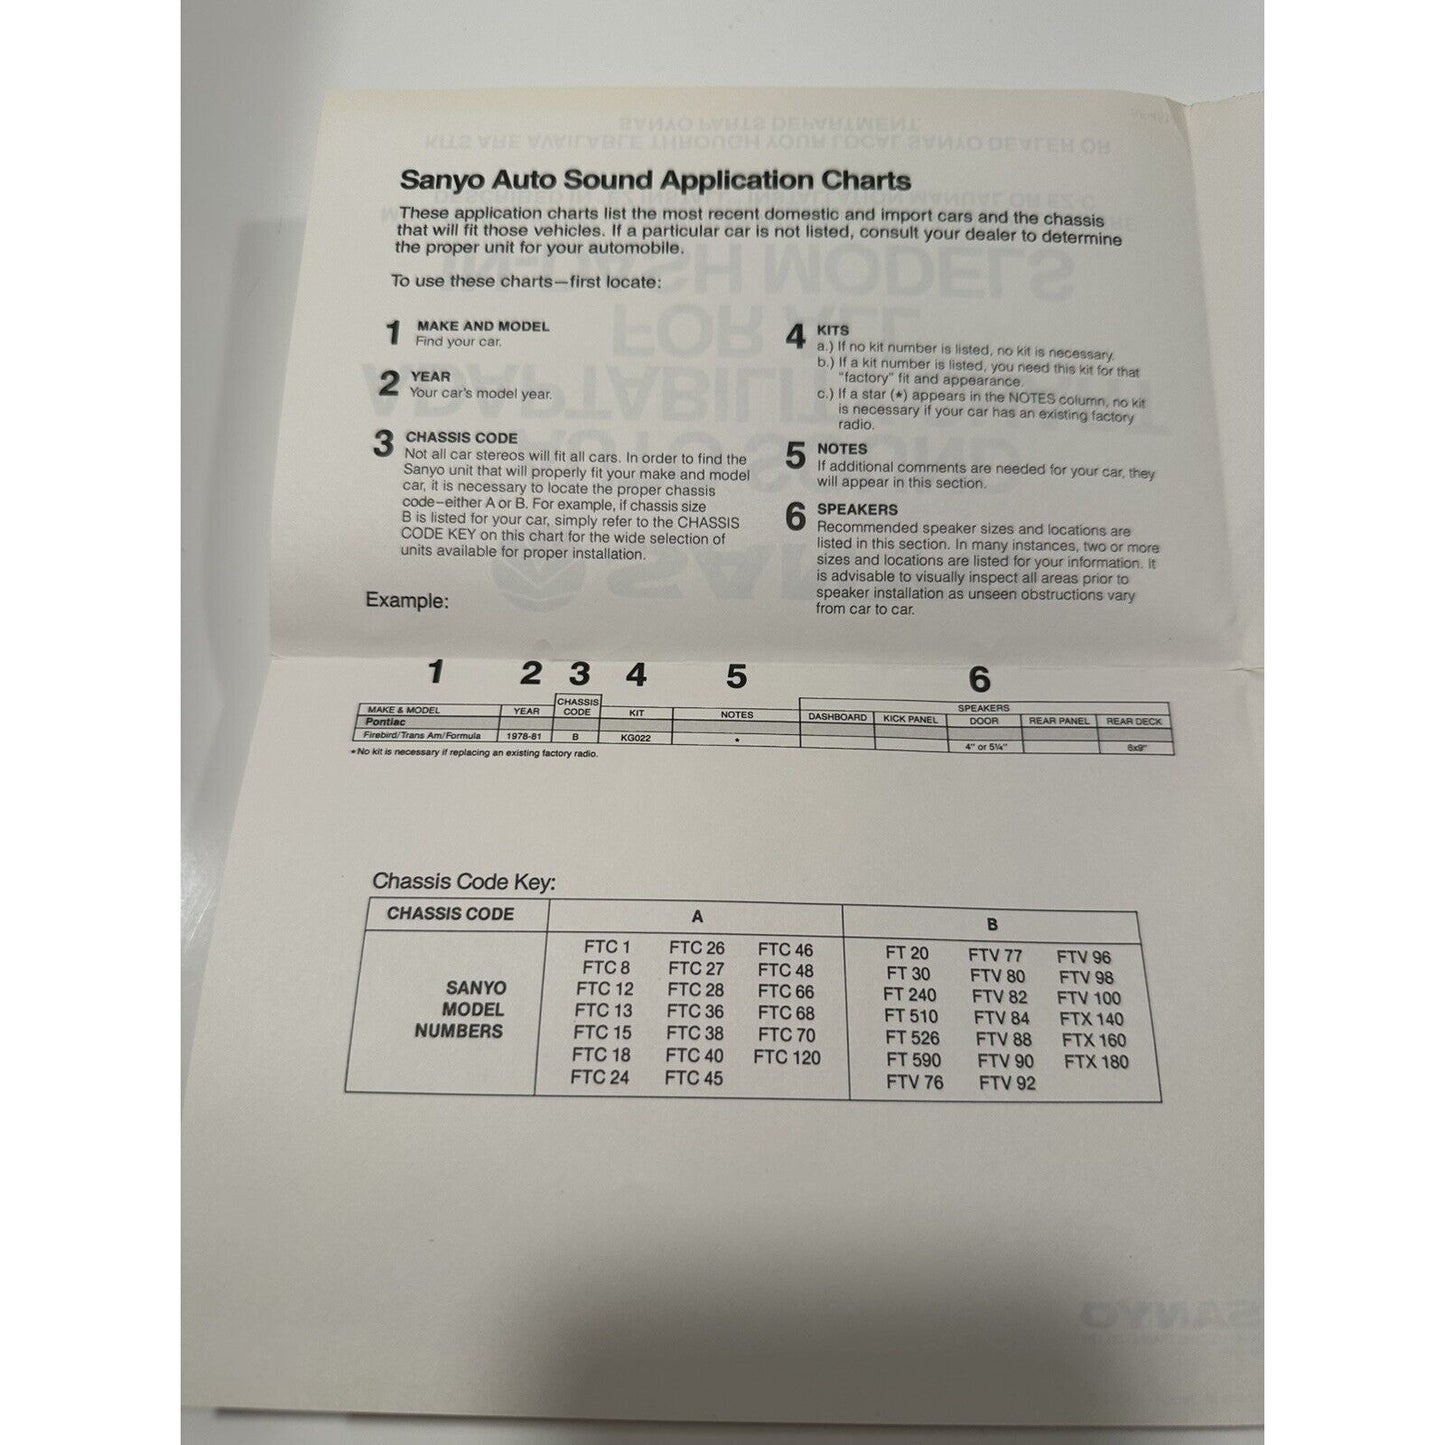 Sanyo Auto Sound Application Charts
These application charts list the most recent domestic and import cars and the chassis
that will fit those vehicles. If a particular car is not listed, consult your dealer to determine
the proper unit for your automobile.
To use these charts—first locate:
1 MAKE AND MODEL
Find your car.
2 YEAR
Your car's model year.
3 CHASSIS CODE
Not all car stereos will fit all cars. In order to find the
Sanyo unit that will properly fit your make and model
car, it is necessary to locate the proper chassis
code–either A or B. For example, if chassis size
B is listed for your car, simply refer to the CHASSIS
CODE KEY on this chart for the wide selection of
units available for proper installation.
4 KITS
a.) If no kit number is listed, no kit is necessary.
b.) If a kit number is listed, you need this kit for that
"factory" fit and appearance.
c.) If a star (★) appears in the NOTES column, no kit
is necessary if your car has an existing factory
radio.
5 NOTES
If additional comments are needed for your car, they
will appear in this section.
6 SPEAKERS
Recommended speaker sizes and locations are
listed in this section. In many instances, two or more
sizes and locations are listed for your information. It
is advisable to visually inspect all areas prior to
speaker installation as unseen obstructions vary
from car to car.
Example:
1 2 3 4 5 6
MAKE & MODEL YEAR CHASSIS CODE KIT NOTES SPEAKERS
DASHBOARD KICK PANEL DOOR REAR PANEL REAR DECK
Pontiac
Firebird/Trans Am/Formula 1978-81 B KG022 ★ 4" or 5¼" 6x9"
★No kit is necessary if replacing an existing factory radio.
Chassis Code Key:
CHASSIS CODE A B
SANYO MODEL NUMBERS
FTC 1 FTC 26 FTC 46 FT 20 FTV 77 FTV 96
FTC 8 FTC 27 FTC 48 FT 30 FTV 80 FTV 98
FTC 12 FTC 28 FTC 66 FT 240 FTV 82 FTV 100
FTC 13 FTC 36 FTC 68 FT 510 FTV 84 FTX 140
FTC 15 FTC 38 FTC 70 FT 526 FTV 88 FTX 160
FTC 18 FTC 40 FTC 120 FT 590 FTV 90 FTX 180
FTC 24 FTC 45 FTV 76 FTV 92